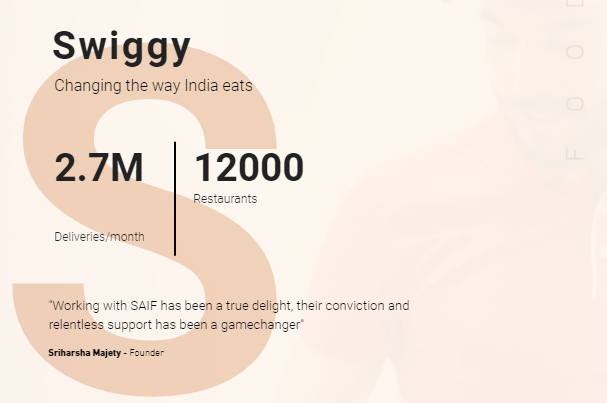 Swiggy
Changing the way India eats
2.7M
12000
Restaurants
Deliveries/month
"Working with SAIF has been a true delight, their conviction and
relentless support has been a gamechanger"
Sriharsha Majety - Founder
S
F O O D